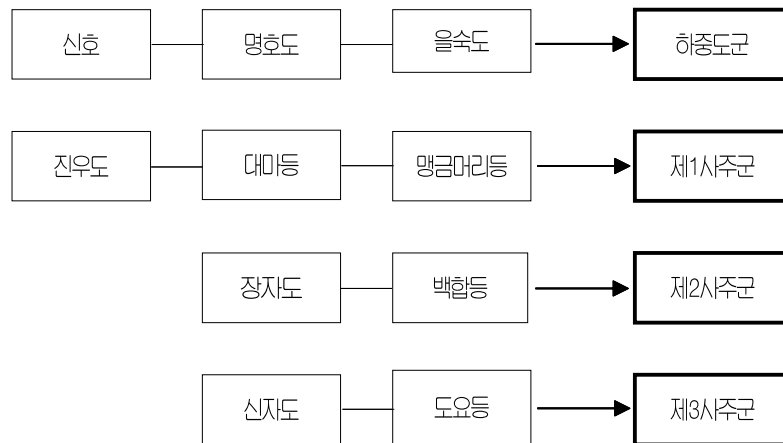 신호 명호도 을숙도 하중도군
진우도 대마등 맹금머리등 제1사주군
장자도 백합등 제2사주군
신자도 도요등 제3사주군